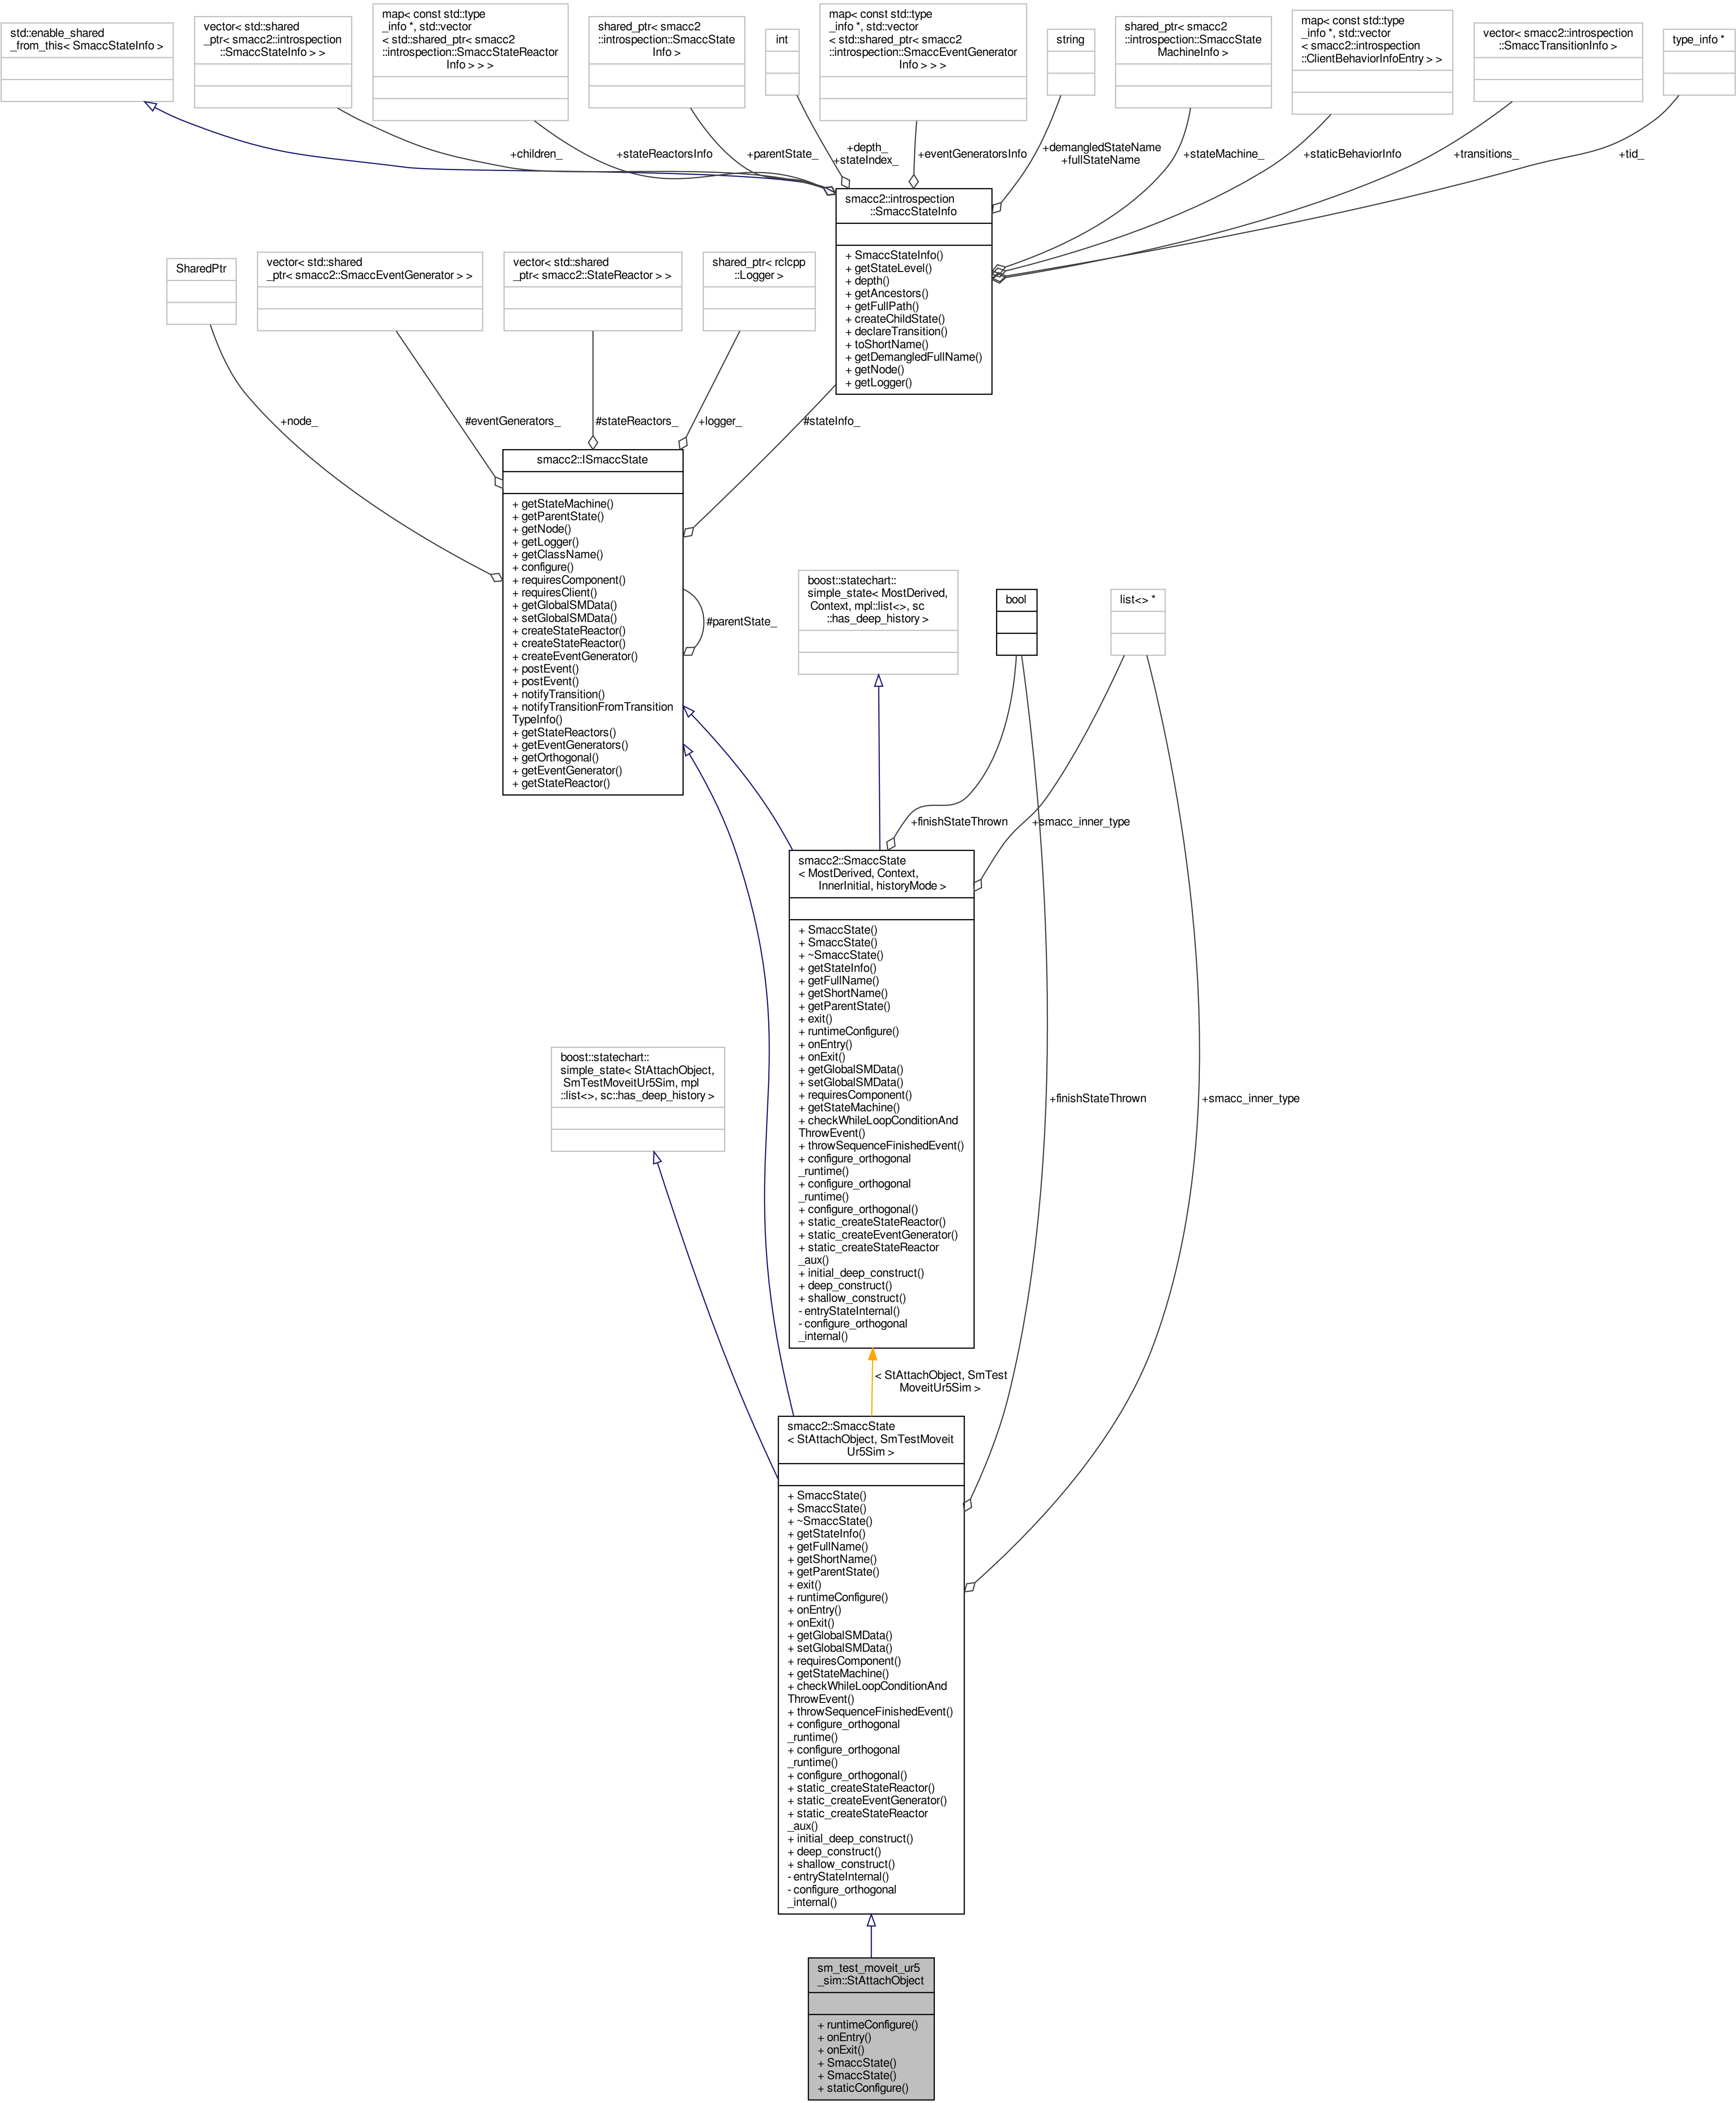 std::enable_shared
_from_this< SmaccStateInfo >
vector< std::shared
_ptr< smacc2::introspection
::SmaccStateInfo > >
map< const std::type
_info *, std::vector
< std::shared_ptr< smacc2
::introspection::SmaccStateReactor
Info > > >
shared_ptr< smacc2
::introspection::SmaccState
Info >
int
map< const std::type
_info *, std::vector
< std::shared_ptr< smacc2
::introspection::SmaccEventGenerator
Info > > >
string
shared_ptr< smacc2
::introspection::SmaccState
MachineInfo >
map< const std::type
_info *, std::vector
< smacc2::introspection
::ClientBehaviorInfoEntry > >
vector< smacc2::introspection
::SmaccTransitionInfo >
type_info *
+children_
+stateReactorsInfo
+parentState_
+depth_
+stateIndex_
+eventGeneratorsInfo
+demangledStateName
+fullStateName
+stateMachine_
+staticBehaviorInfo
+transitions_
+tid_
smacc2::introspection
::SmaccStateInfo
+ SmaccStateInfo()
+ getStateLevel()
+ depth()
+ getAncestors()
+ getFullPath()
+ createChildState()
+ declareTransition()
+ toShortName()
+ getDemangledFullName()
+ getNode()
+ getLogger()
SharedPtr
vector< std::shared
_ptr< smacc2::SmaccEventGenerator > >
vector< std::shared
_ptr< smacc2::StateReactor > >
shared_ptr< rclcpp
::Logger >
+node_
#eventGenerators_
#stateReactors_
+logger_
#stateInfo_
smacc2::ISmaccState
+ getStateMachine()
+ getParentState()
+ getNode()
+ getLogger()
+ getClassName()
+ configure()
+ requiresComponent()
+ requiresClient()
+ getGlobalSMData()
+ setGlobalSMData()
+ createStateReactor()
+ createStateReactor()
+ createEventGenerator()
+ postEvent()
+ postEvent()
+ notifyTransition()
+ notifyTransitionFromTransition
TypeInfo()
+ getStateReactors()
+ getEventGenerators()
+ getOrthogonal()
+ getEventGenerator()
+ getStateReactor()
#parentState_
boost::statechart::
simple_state< MostDerived,
Context, mpl::list<>, sc
::has_deep_history >
bool
list<> *
+finishStateThrown
+smacc_inner_type
smacc2::SmaccState
< MostDerived, Context,
InnerInitial, historyMode >
+ SmaccState()
+ SmaccState()
+ ~SmaccState()
+ getStateInfo()
+ getFullName()
+ getShortName()
+ getParentState()
+ exit()
+ runtimeConfigure()
+ onEntry()
+ onExit()
+ getGlobalSMData()
+ setGlobalSMData()
+ requiresComponent()
+ getStateMachine()
+ checkWhileLoopConditionAnd
ThrowEvent()
+ throwSequenceFinishedEvent()
+ configure_orthogonal
_runtime()
+ configure_orthogonal
_runtime()
+ configure_orthogonal()
+ static_createStateReactor()
+ static_createEventGenerator()
+ static_createStateReactor
_aux()
+ initial_deep_construct()
+ deep_construct()
+ shallow_construct()
- entryStateInternal()
- configure_orthogonal
_internal()
boost::statechart::
simple_state< StAttachObject,
SmTestMoveitUr5Sim, mpl
::list<>, sc::has_deep_history >
+finishStateThrown
+smacc_inner_type
< StAttachObject, SmTest
MoveitUr5Sim >
smacc2::SmaccState
< StAttachObject, SmTestMoveit
Ur5Sim >
+ SmaccState()
+ SmaccState()
+ ~SmaccState()
+ getStateInfo()
+ getFullName()
+ getShortName()
+ getParentState()
+ exit()
+ runtimeConfigure()
+ onEntry()
+ onExit()
+ getGlobalSMData()
+ setGlobalSMData()
+ requiresComponent()
+ getStateMachine()
+ checkWhileLoopConditionAnd
ThrowEvent()
+ throwSequenceFinishedEvent()
+ configure_orthogonal
_runtime()
+ configure_orthogonal
_runtime()
+ configure_orthogonal()
+ static_createStateReactor()
+ static_createEventGenerator()
+ static_createStateReactor
_aux()
+ initial_deep_construct()
+ deep_construct()
+ shallow_construct()
- entryStateInternal()
- configure_orthogonal
_internal()
sm_test_moveit_ur5
_sim::StAttachObject
+ runtimeConfigure()
+ onEntry()
+ onExit()
+ SmaccState()
+ SmaccState()
+ staticConfigure()